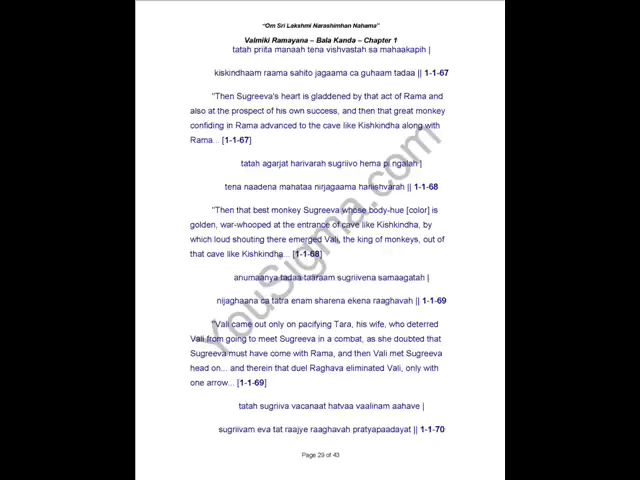 "Om Sri Lakshmi Narashimhan Nahama"
Valmiki Ramayana – Bala Kanda – Chapter 1
tatah priita manaah tena vishvastah sa mahaakapih |
kiskindhaam raama sahito jagaama ca guhaam tadaa || 1-1-67
"Then Sugreeva's heart is gladdened by that act of Rama and
also at the prospect of his own success, and then that great monkey
confiding in Rama advanced to the cave like Kishkindha along with
Rama... [1-1-67]
tatah agarjat harivarah sugriivo hema pi ngalah |
tena naadena mahataa nirjagaama hariishvarah || 1-1-68
"Then that best monkey Sugreeva whose body-hue [color] is
golden, war-whooped at the entrance of cave like Kishkindha, by
which loud shouting there emerged Vali, the king of monkeys, out of
that cave like Kishkindha... [1-1-68]
anumaanya tadaa taaraam sugriivena samaagatah |
nijaghaana ca tatra enam sharena ekena raaghavah || 1-1-69
"Vali came out only on pacifying Tara, his wife, who deterred
Vali from going to meet Sugreeva in a combat, as she doubted that
Sugreeva must have come with Rama, and then Vali met Sugreeva
head on... and therein that duel Raghava eliminated Vali, only with
one arrow... [1-1-69]
tatah sugriiva vacanaat hatvaa vaalinam aahave |
sugriivam eva tat raajye raaghavah pratyapaadayat || 1-1-70
Page 29 of 43
YouSigma.com